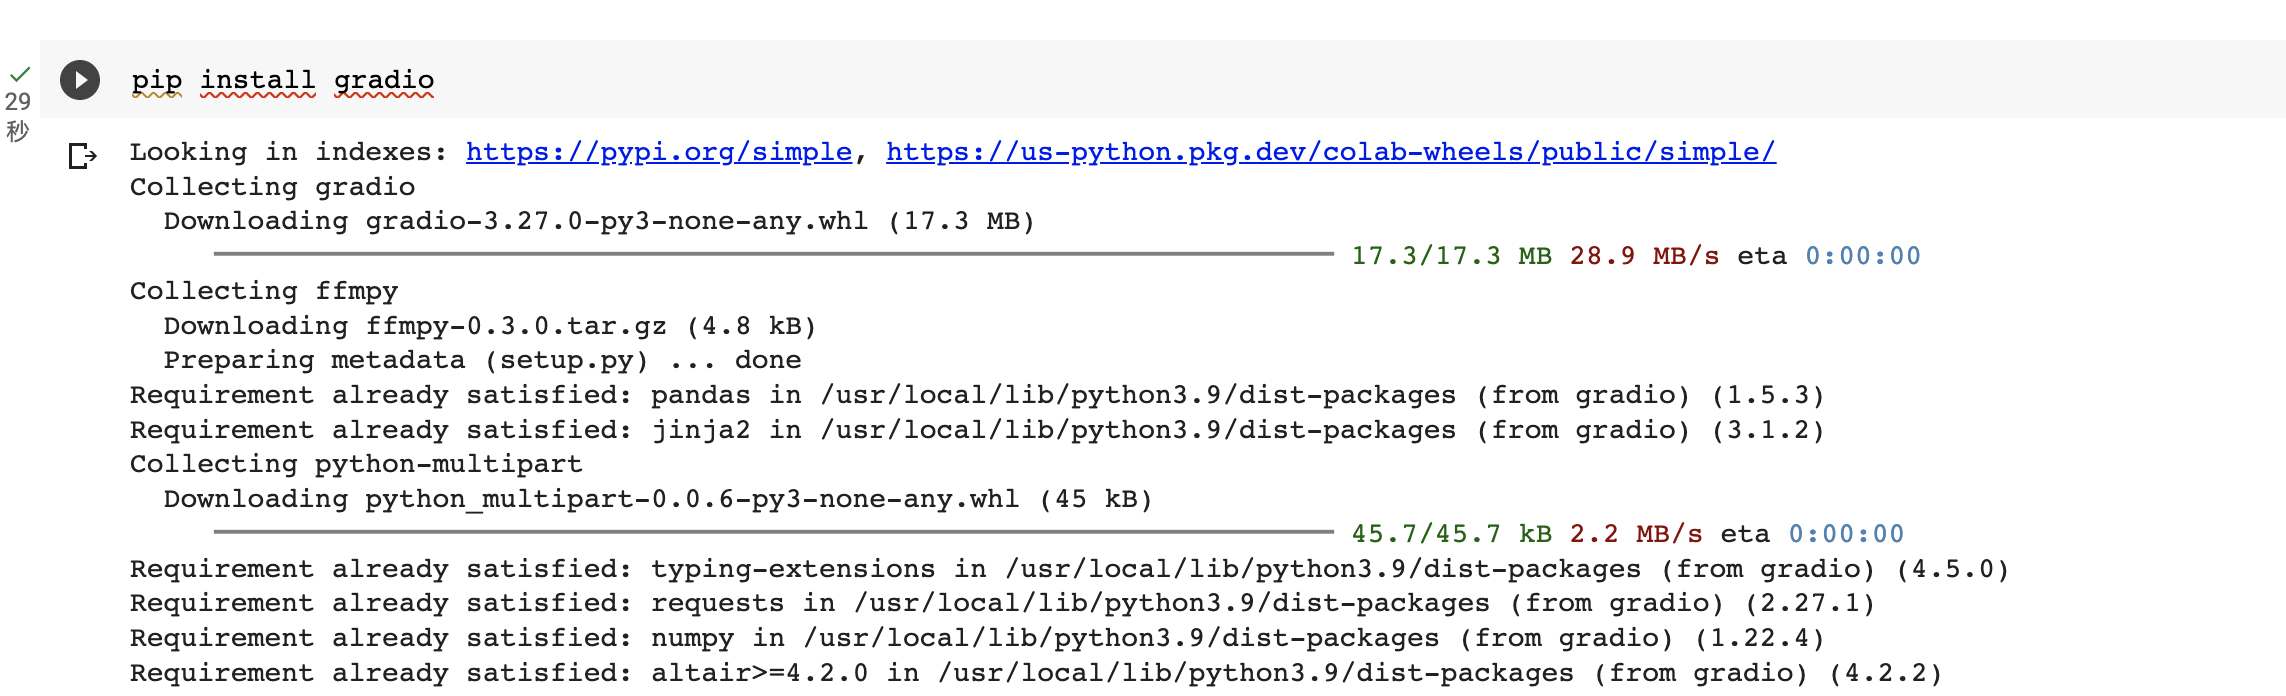 pip install gradio
29
秒
Looking in indexes: https://pypi.org/simple, https://us-python.pkg.dev/colab-wheels/public/simple/
Collecting gradio
  Downloading gradio-3.27.0-py3-none-any.whl (17.3 MB)
17.3/17.3 MB 28.9 MB/s eta 0:00:00
Collecting ffmpy
  Downloading ffmpy-0.3.0.tar.gz (4.8 kB)
  Preparing metadata (setup.py) ... done
Requirement already satisfied: pandas in /usr/local/lib/python3.9/dist-packages (from gradio) (1.5.3)
Requirement already satisfied: jinja2 in /usr/local/lib/python3.9/dist-packages (from gradio) (3.1.2)
Collecting python-multipart
  Downloading python_multipart-0.0.6-py3-none-any.whl (45 kB)
45.7/45.7 kB 2.2 MB/s eta 0:00:00
Requirement already satisfied: typing-extensions in /usr/local/lib/python3.9/dist-packages (from gradio) (4.5.0)
Requirement already satisfied: requests in /usr/local/lib/python3.9/dist-packages (from gradio) (2.27.1)
Requirement already satisfied: numpy in /usr/local/lib/python3.9/dist-packages (from gradio) (1.22.4)
Requirement already satisfied: altair>=4.2.0 in /usr/local/lib/python3.9/dist-packages (from gradio) (4.2.2)